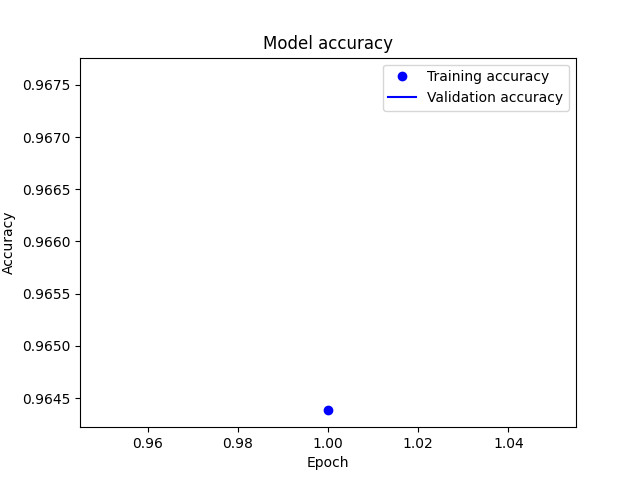 Model accuracy
Training accuracy
Validation accuracy
0.9675
0.9670
0.9665
0.9660
0.9655
0.9650
0.9645
Accuracy
0.96 0.98 1.00 1.02 1.04
Epoch